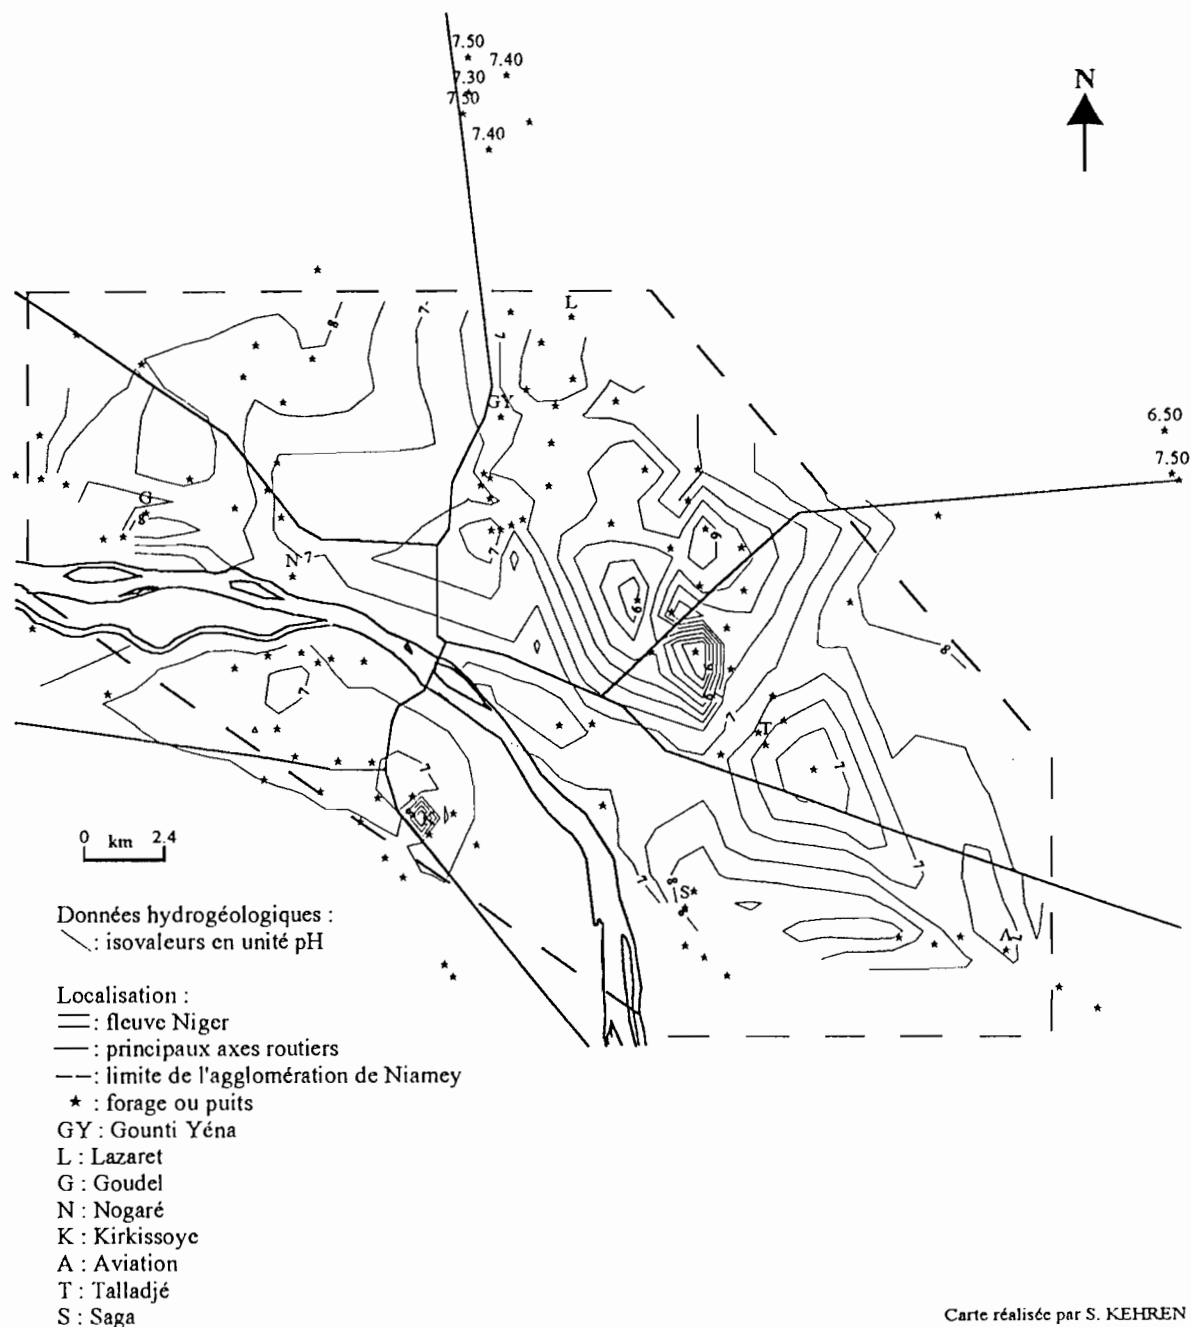 7.50
7.40
7.30
7.50
7.40
N
L
8
7
7
GY
6.50
7.50
G
8
N 7
7
6
6
6
8
7
7
T
7
7
7
7
8
S
8
7
A
7
0 km 2.4
Données hydrogéologiques :
: isovaleurs en unité pH
Localisation :
: fleuve Niger
: principaux axes routiers
: limite de l'agglomération de Niamey
★ : forage ou puits
GY : Gounti Yéna
L : Lazaret
G : Goudel
N : Nogaré
K : Kirkissoye
A : Aviation
T : Talladjé
S : Saga
Carte réalisée par S. KEHREN